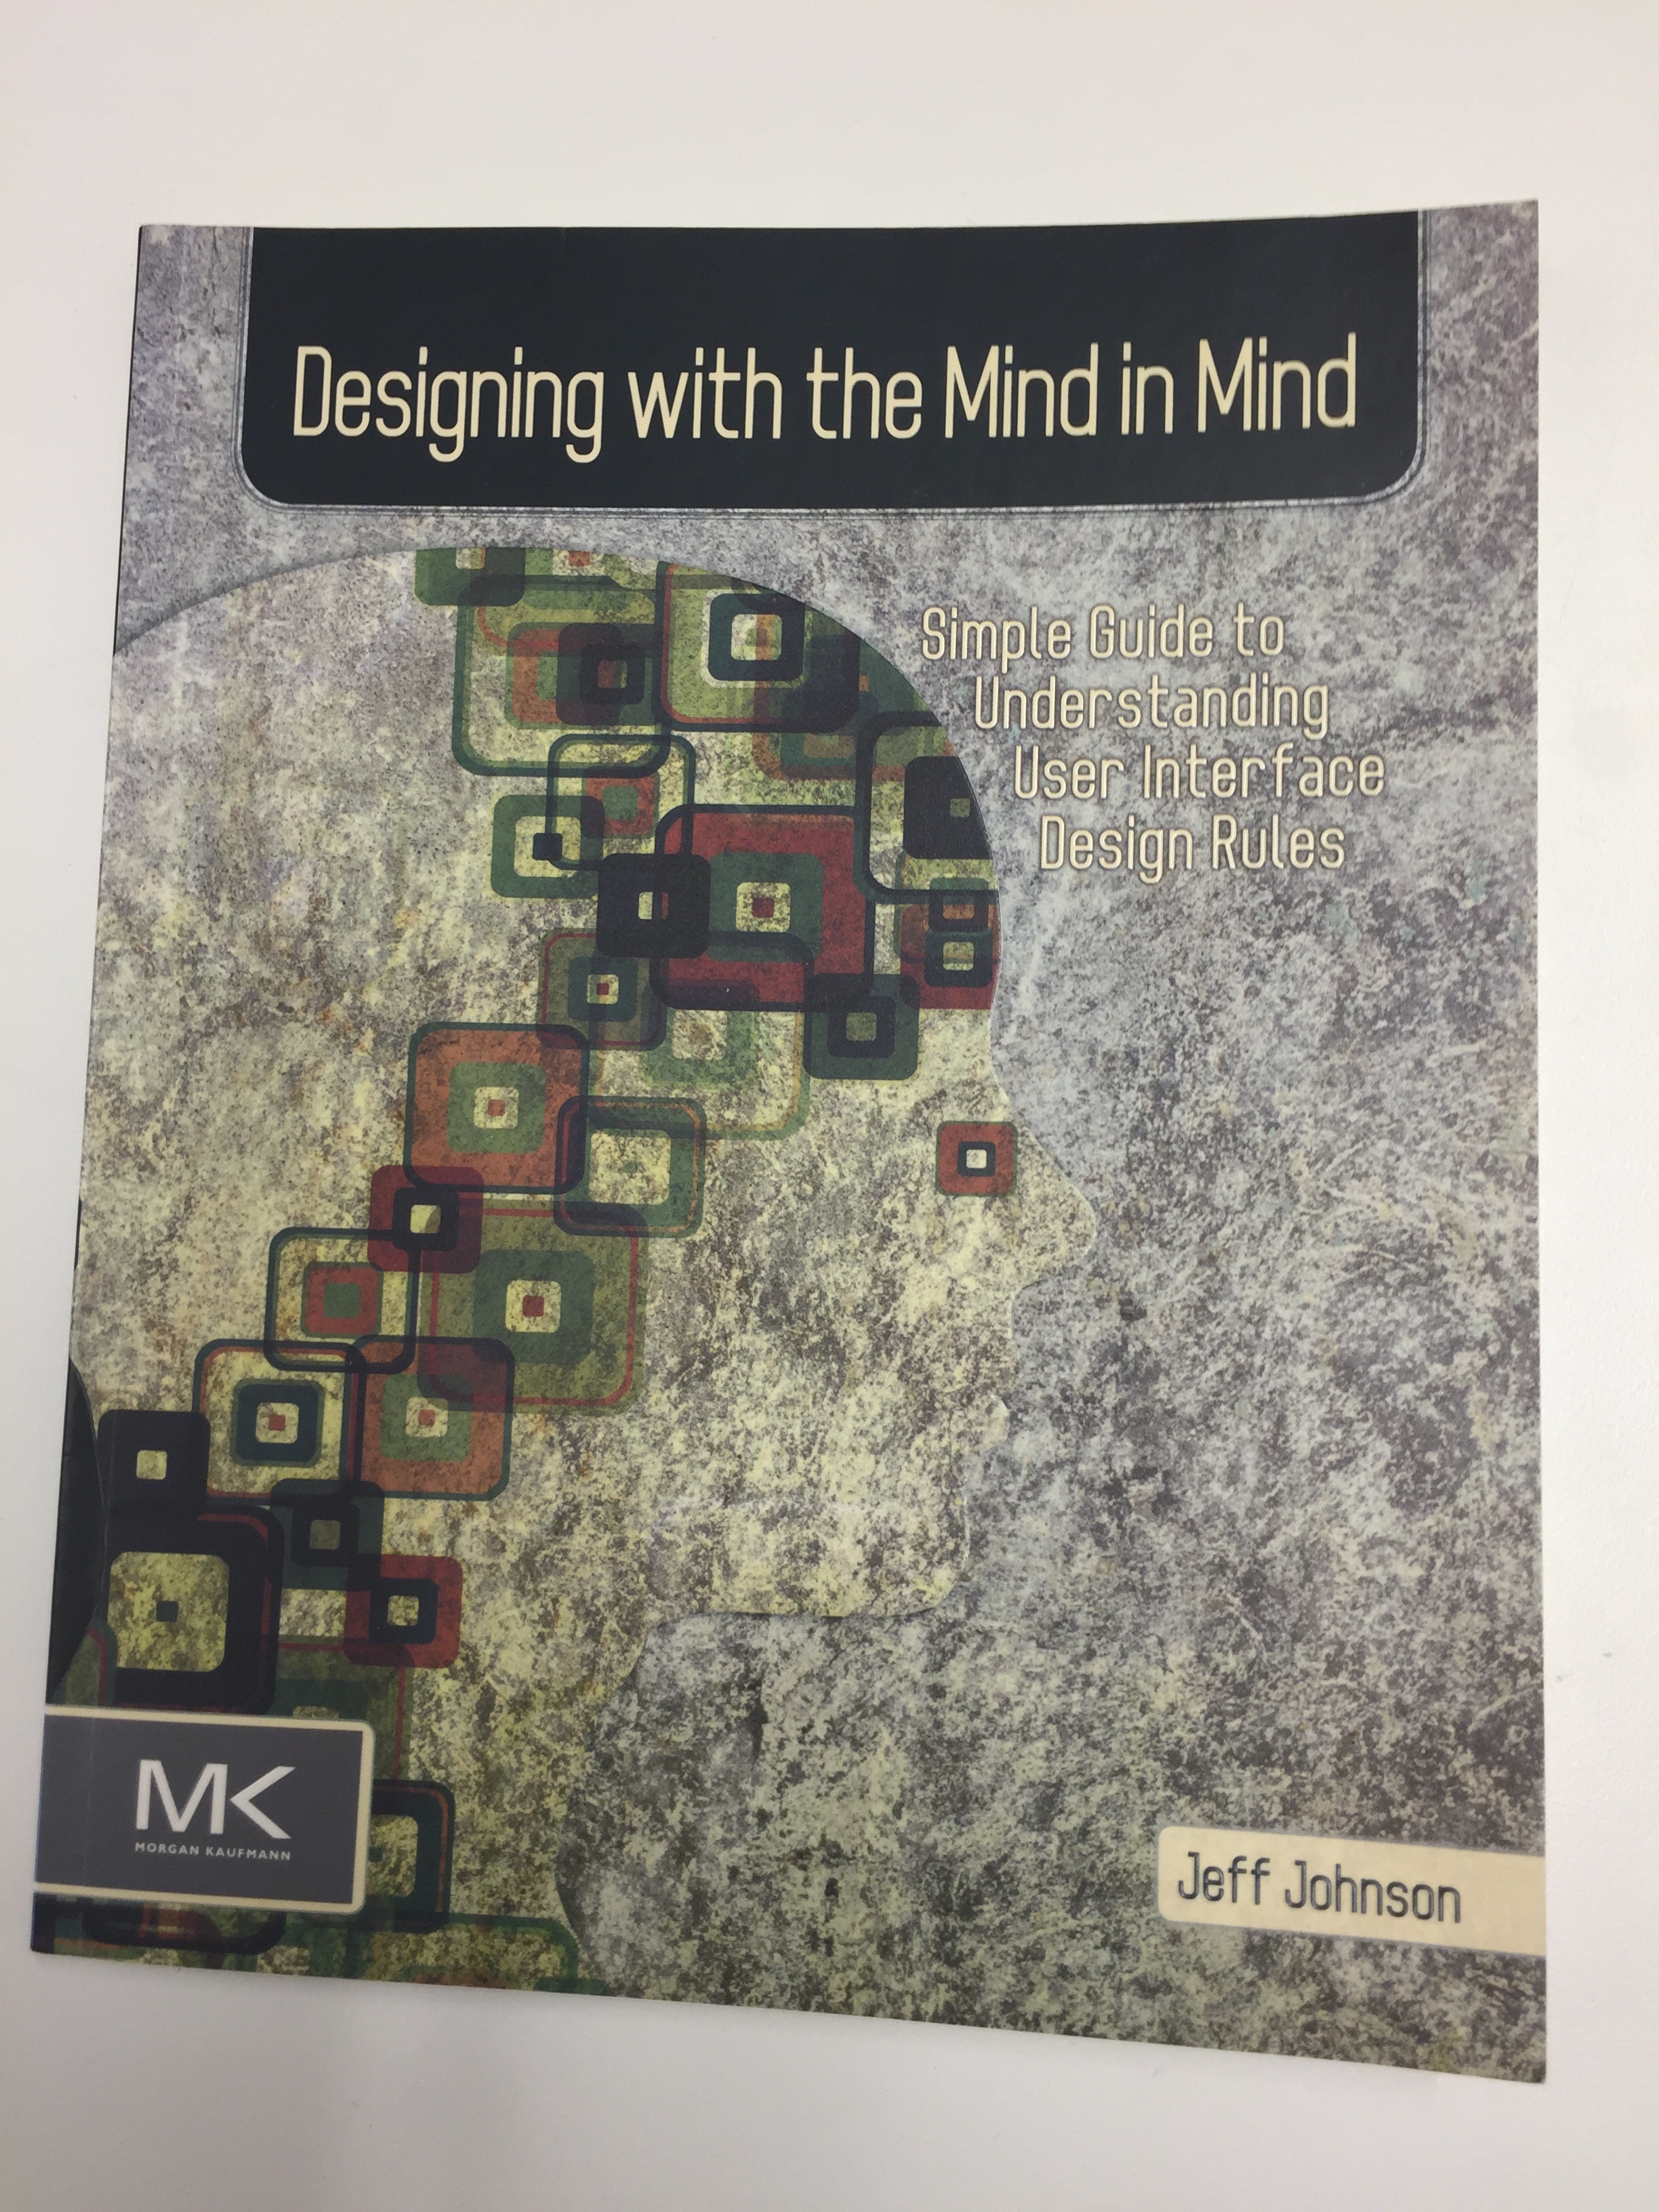 Designing with the Mind in Mind
Simple Guide to
Understanding
User Interface
Design Rules
MK
MORGAN KAUFMANN
Jeff Johnson